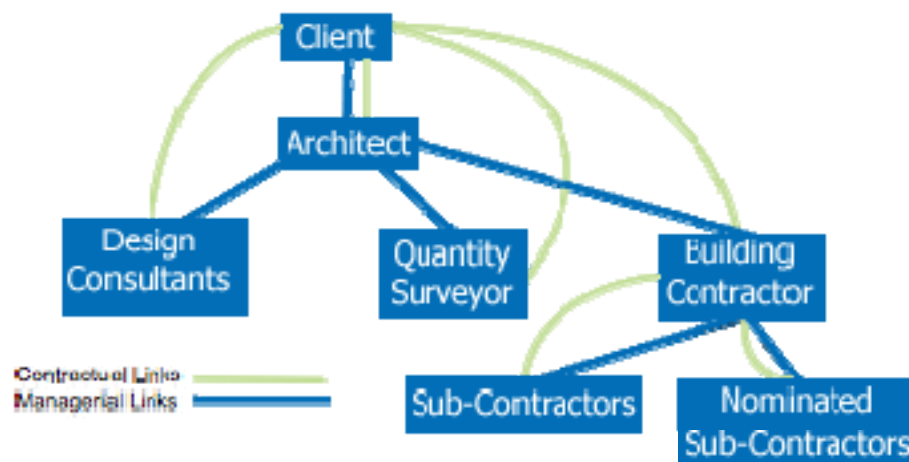 Client
Architect
Design
Consultants
Quantity
Surveyor
Building
Contractor
Contractual Links
Managerial Links
Sub-Contractors
Nominated
Sub-Contractors